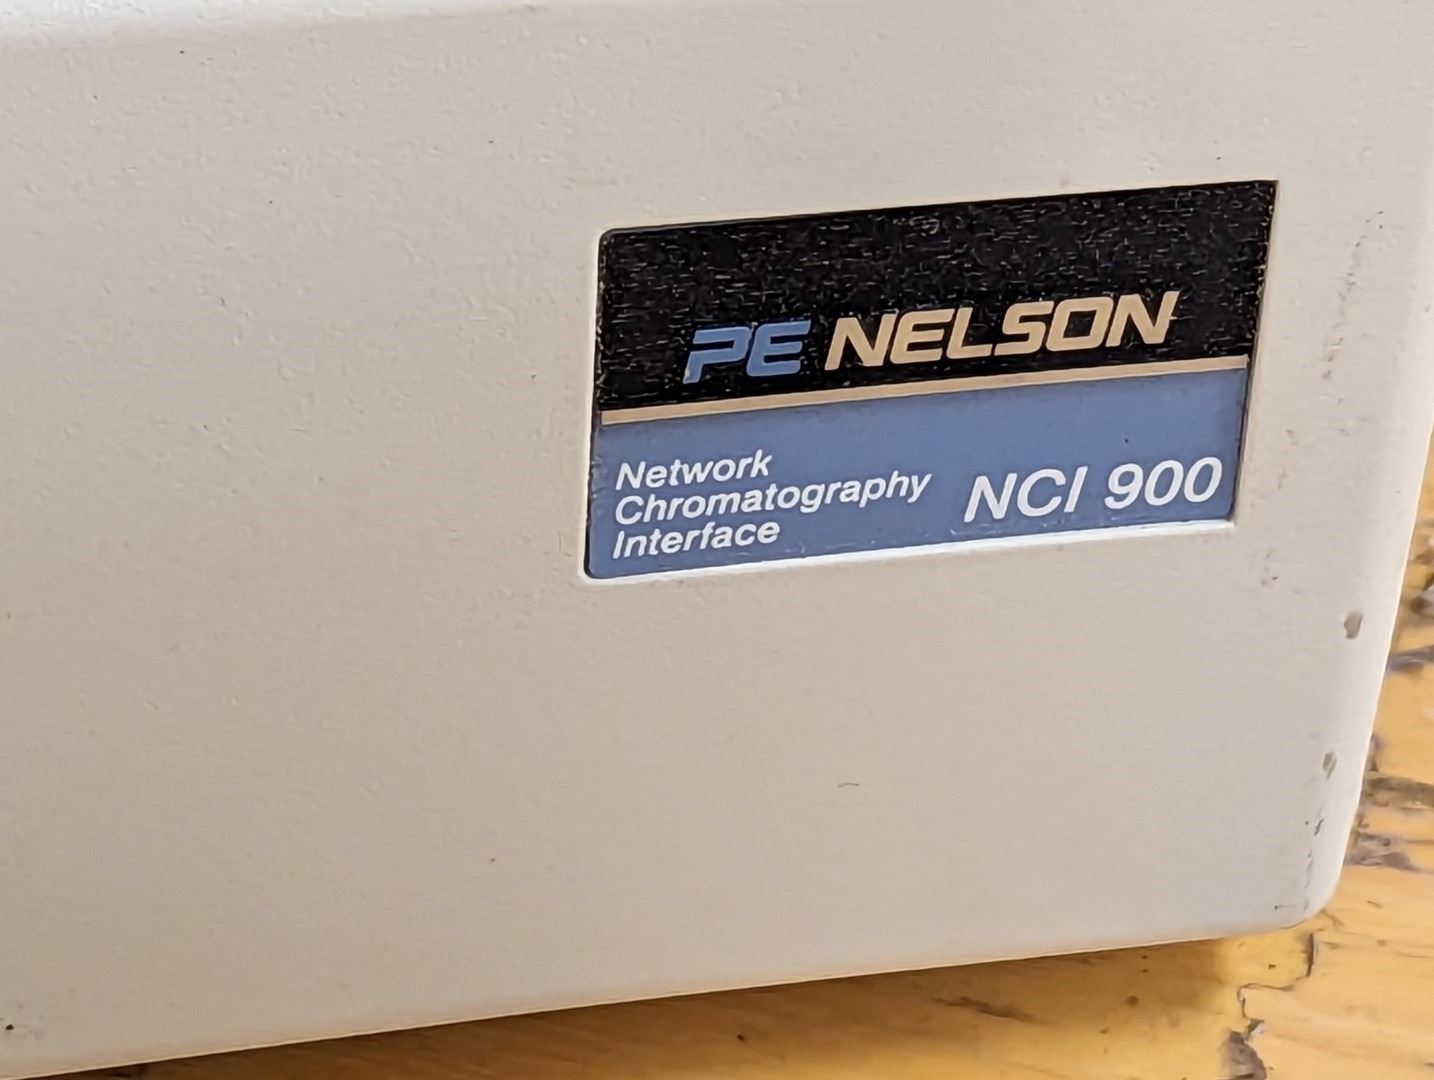 PE NELSON
Network
Chromatography
Interface
NCI 900